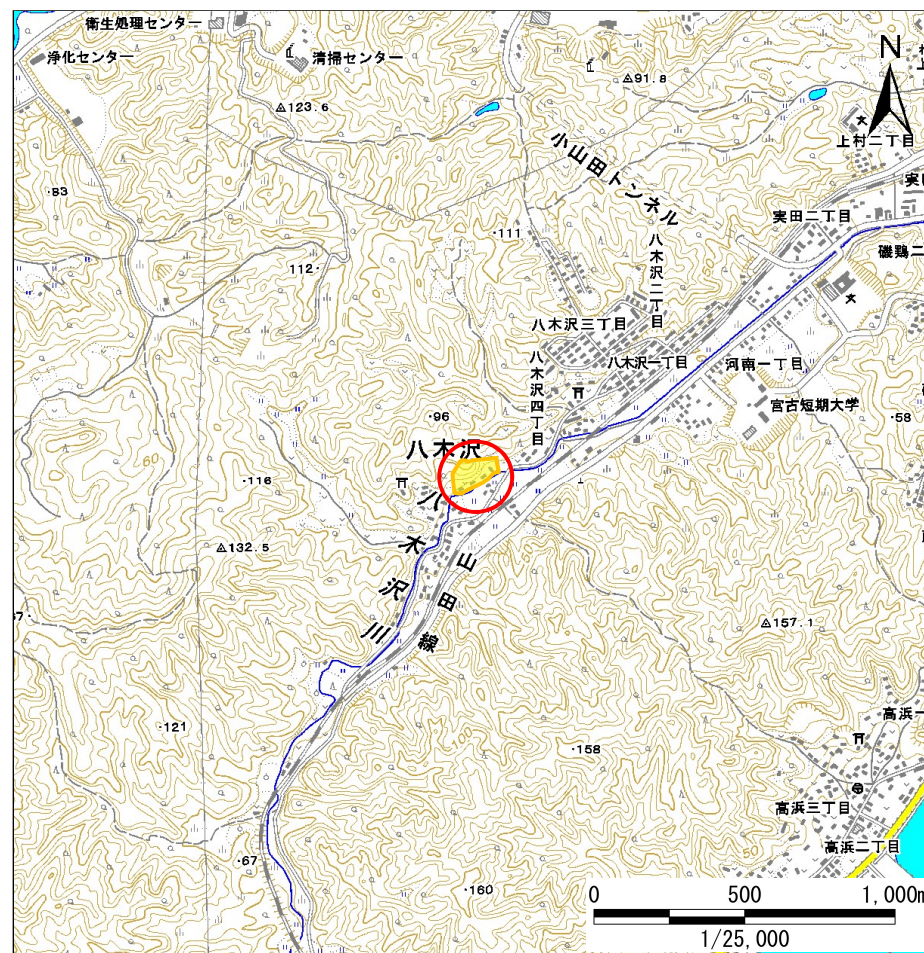 衛生処理センター
浄化センター
清掃センター
123.6
91.8
N
上村二丁目
小山田トンネル
83
実田二丁目
111
八木沢二丁目
磯鶏二
112
八木沢三丁目
八木沢一丁目
河南一丁目
八木沢四丁目
宮古短期大学
96
58
八木沢
116
八木沢川
132.5
山田線
157.1
60
50
100
121
158
高浜一
高浜三丁目
高浜二丁目
50
67
160
0 500 1,000m
1/25,000